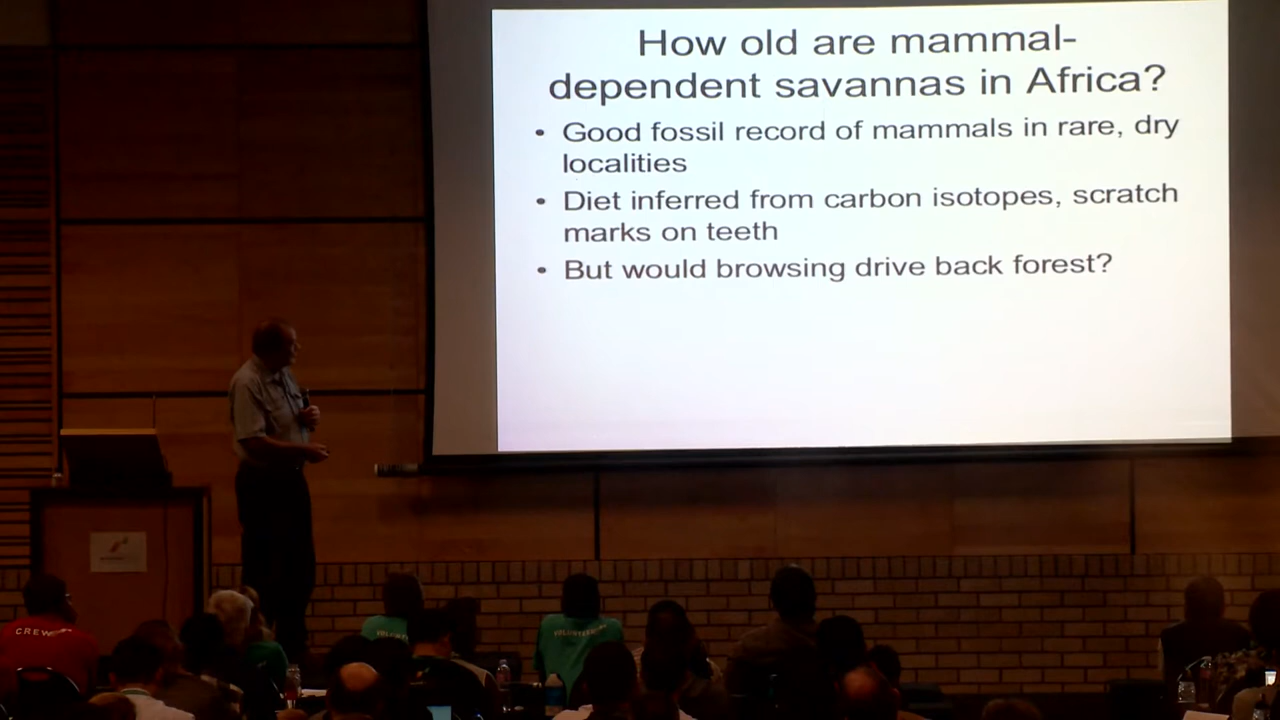 How old are mammal-
dependent savannas in Africa?
• Good fossil record of mammals in rare, dry
localities
• Diet inferred from carbon isotopes, scratch
marks on teeth
• But would browsing drive back forest?
CREW
VOLUNTEER